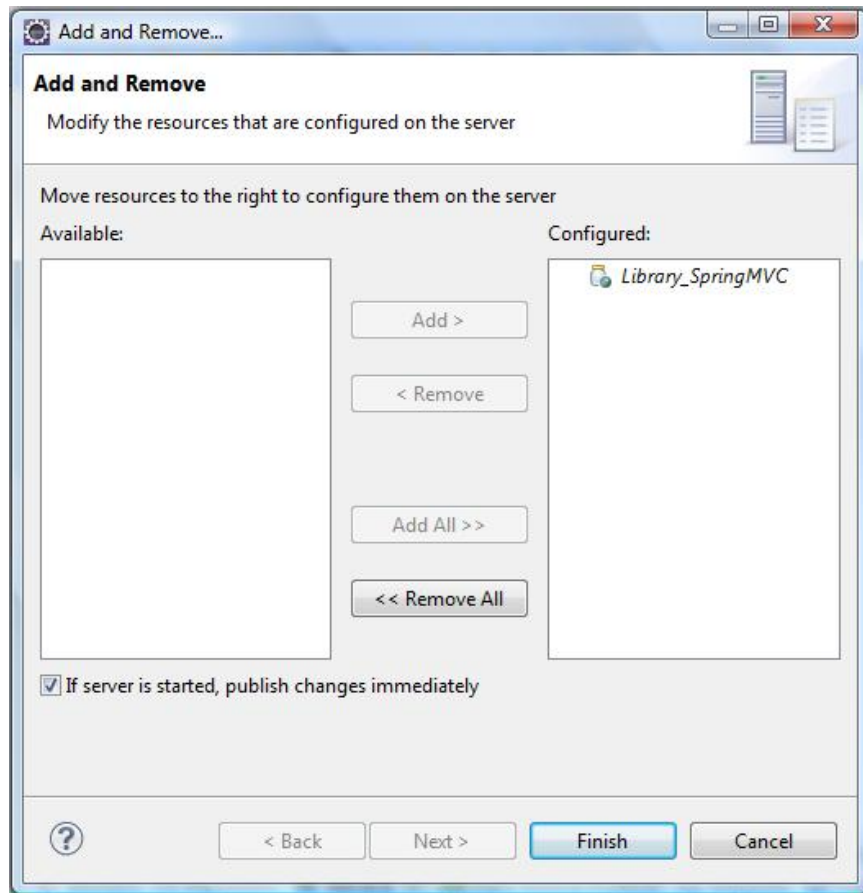 Add and Remove...
Add and Remove
Modify the resources that are configured on the server
Move resources to the right to configure them on the server
Available:
Configured:
Library_SpringMVC
Add >
< Remove
Add All >>
<< Remove All
If server is started, publish changes immediately
?
< Back
Next >
Finish
Cancel